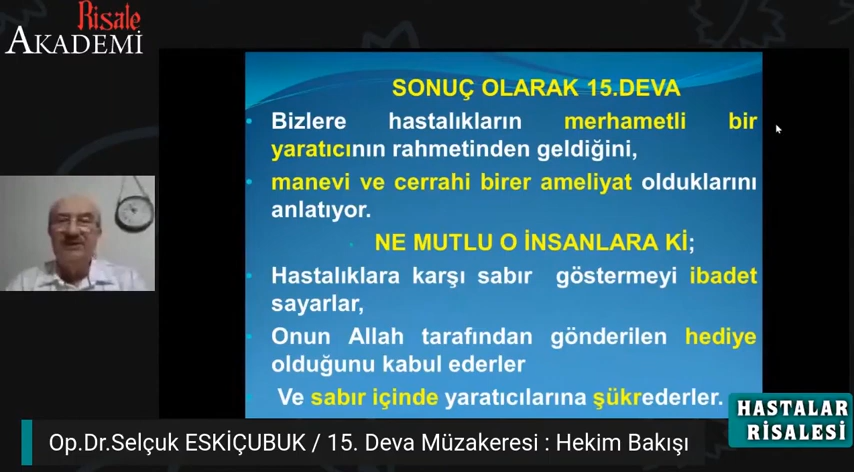 Risale
AKADEMİ
SONUÇ OLARAK 15.DEVA
• Bizlere hastalıkların merhametli bir
yaratıcının rahmetinden geldiğini,
• manevi ve cerrahi birer ameliyat olduklarını
anlatıyor.
• NE MUTLU O İNSANLARA Kİ;
• Hastalıklara karşı sabır göstermeyi ibadet
sayarlar,
• Onun Allah tarafından gönderilen hediye
olduğunu kabul ederler
Ve sabır içinde yaratıcılarına şükrederler.
HASTALAR
RİSALESİ
Op.Dr.Selçuk ESKİÇUBUK / 15. Deva Müzakeresi : Hekim Bakışı